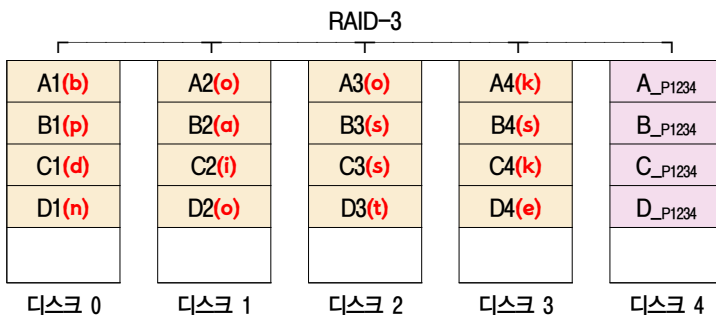 RAID-3
A1(b) A2(o) A3(o) A4(k) A_P1234
B1(p) B2(a) B3(s) B4(s) B_P1234
C1(d) C2(i) C3(s) C4(k) C_P1234
D1(n) D2(o) D3(t) D4(e) D_P1234
디스크 0 디스크 1 디스크 2 디스크 3 디스크 4